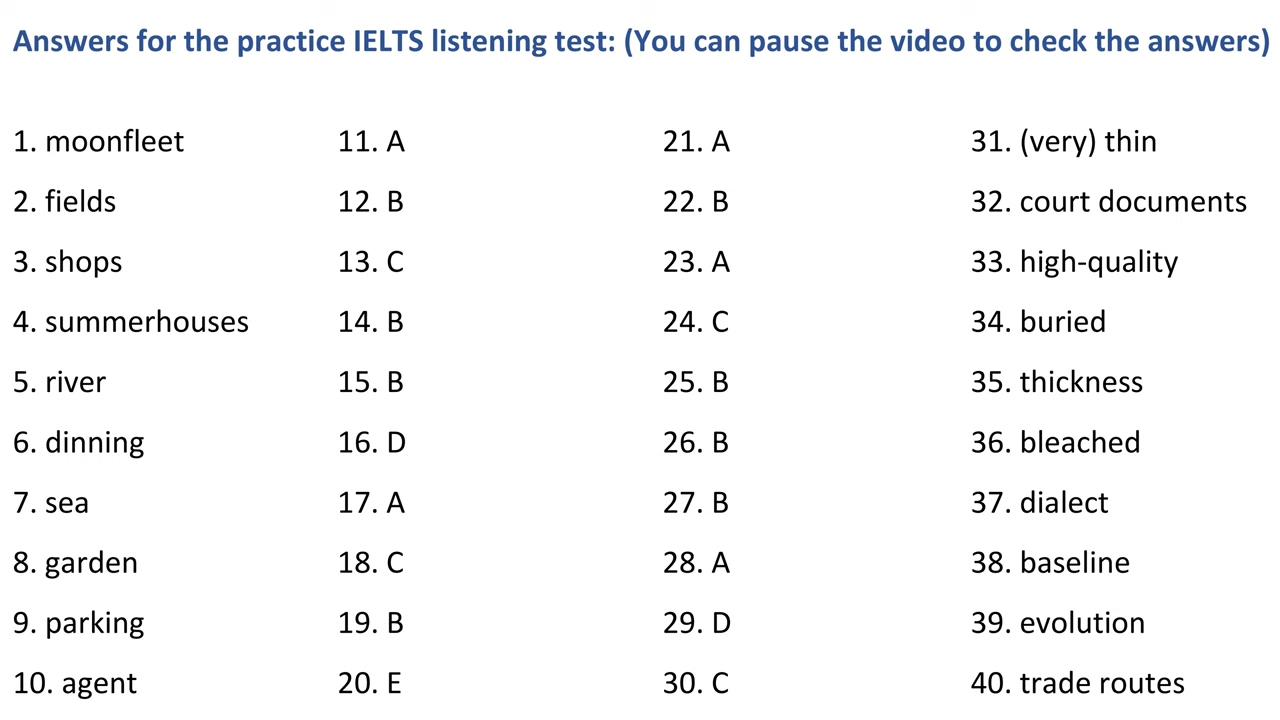 Answers for the practice IELTS listening test: (You can pause the video to check the answers)
1. moonfleet
2. fields
3. shops
4. summerhouses
5. river
6. dinning
7. sea
8. garden
9. parking
10. agent
11. A
12. B
13. C
14. B
15. B
16. D
17. A
18. C
19. B
20. E
21. A
22. B
23. A
24. C
25. B
26. B
27. B
28. A
29. D
30. C
31. (very) thin
32. court documents
33. high-quality
34. buried
35. thickness
36. bleached
37. dialect
38. baseline
39. evolution
40. trade routes